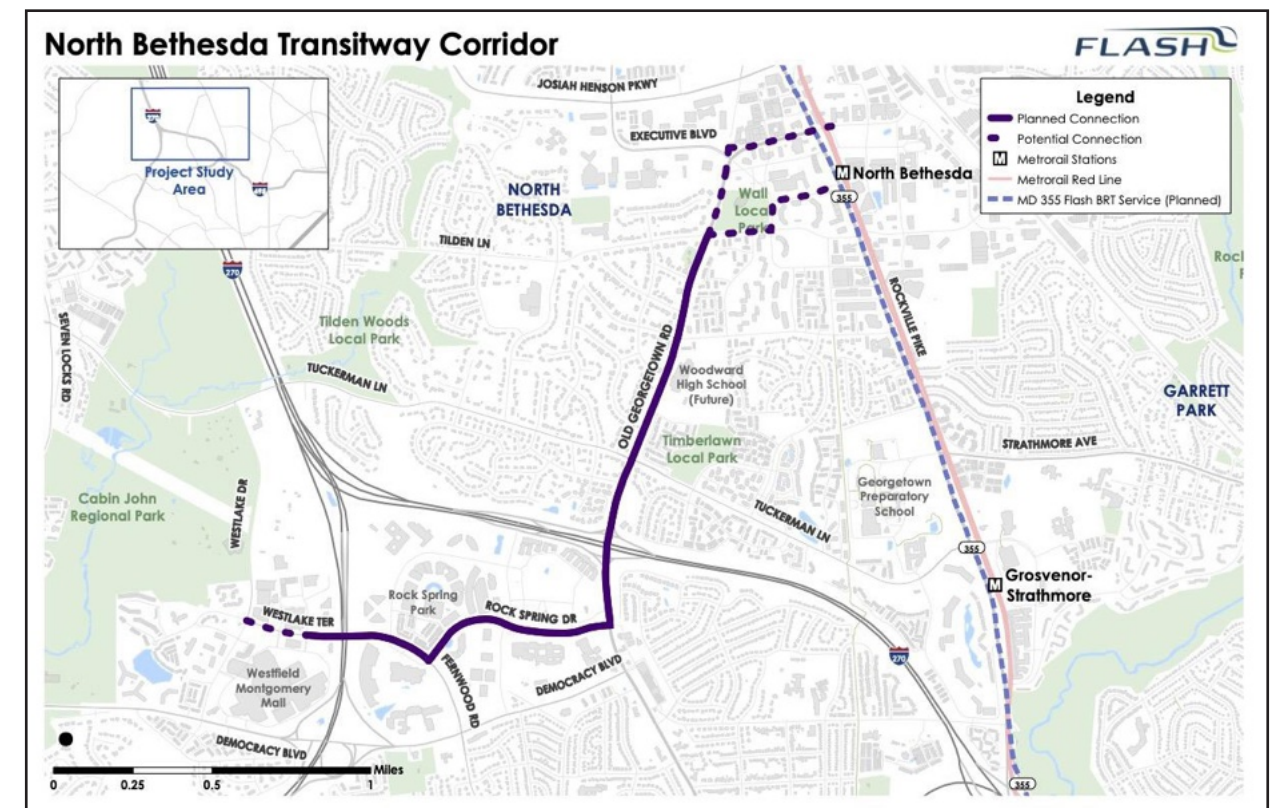 North Bethesda Transitway Corridor
FLASH
270
495
Project Study
Area
Legend
Planned Connection
Potential Connection
M Metrorail Stations
Metrorail Red Line
MD 355 Flash BRT Service (Planned)
JOSIAH HENSON PKWY
EXECUTIVE BLVD
NORTH
BETHESDA
M North Bethesda
355
Wall
Local
Park
TILDEN LN
270
SEVEN LOCKS RD
Tilden Woods
Local Park
TUCKERMAN LN
OLD GEORGETOWN RD
ROCKVILLE PIKE
Woodward
High School
(Future)
GARRETT
PARK
Timberlawn
Local Park
STRATHMORE AVE
Georgetown
Preparatory
School
TUCKERMAN LN
Cabin John
Regional Park
WESTLAKE DR
355
M Grosvenor-
Strathmore
Rock Spring
Park
WESTLAKE TER
ROCK SPRING DR
FERNWOOD RD
DEMOCRACY BLVD
270
Westfield
Montgomery
Mall
DEMOCRACY BLVD
355
Miles
0 0.25 0.5 1